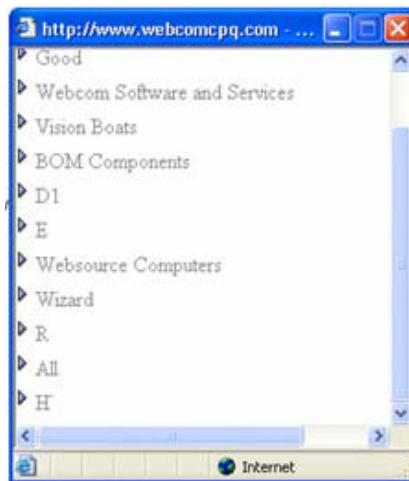 http://www.webcomcpq.com - ...
Good
Webcom Software and Services
Vision Boats
BOM Components
D1
E
Websource Computers
Wizard
R
All
H
Internet